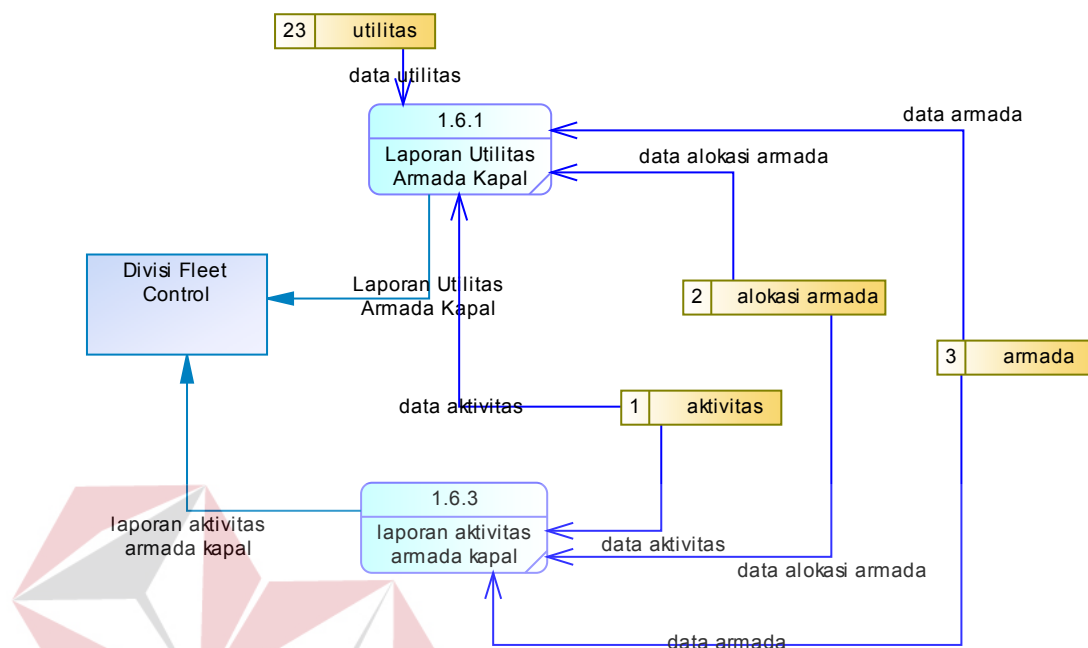 23 utilitas
data utilitas
1.6.1
Laporan Utilitas
Armada Kapal
data armada
data alokasi armada
Divisi Fleet
Control
Laporan Utilitas
Armada Kapal
2 alokasi armada
3 armada
data aktivitas
1 aktivitas
1.6.3
laporan aktivitas
armada kapal
laporan aktivitas
armada kapal
data aktivitas
data alokasi armada
data armada